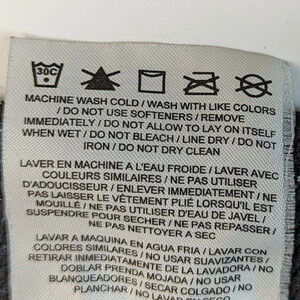 30C
MACHINE WASH COLD / WASH WITH LIKE COLORS
/ DO NOT USE SOFTENERS / REMOVE
IMMEDIATELY / DO NOT ALLOW TO LAY ON ITSELF
WHEN WET / DO NOT BLEACH / LINE DRY / DO NOT
IRON / DO NOT DRY CLEAN
LAVER EN MACHINE A L'EAU FROIDE / LAVER AVEC
COULEURS SIMILAIRES / NE PAS UTILISER
D'ADOUCISSEUR / ENLEVER IMMEDIATEMENT / NE
PAS LAISSER LE VÊTEMENT PLIÉ LORSQU'IL EST
MOUILLÉ / NE PAS UTILISER D'EAU DE JAVEL /
SUSPENDRE POUR SECHER / NE PAS REPASSER /
NE PAS NETTOYER A SEC
LAVAR A MAQUINA EN AGUA FRIA / LAVAR CON
COLORES SIMILARES / NO USAR SUAVIZANTES /
RETIRAR INMEDIATAMENTE DE LA LAVADORA / NO
DOBLAR PRENDA MOJADA / NO USAR
BLANQUEADORES / SECAR COLGADO / NO
PLANCHAR / NO LAVAR EN SECO